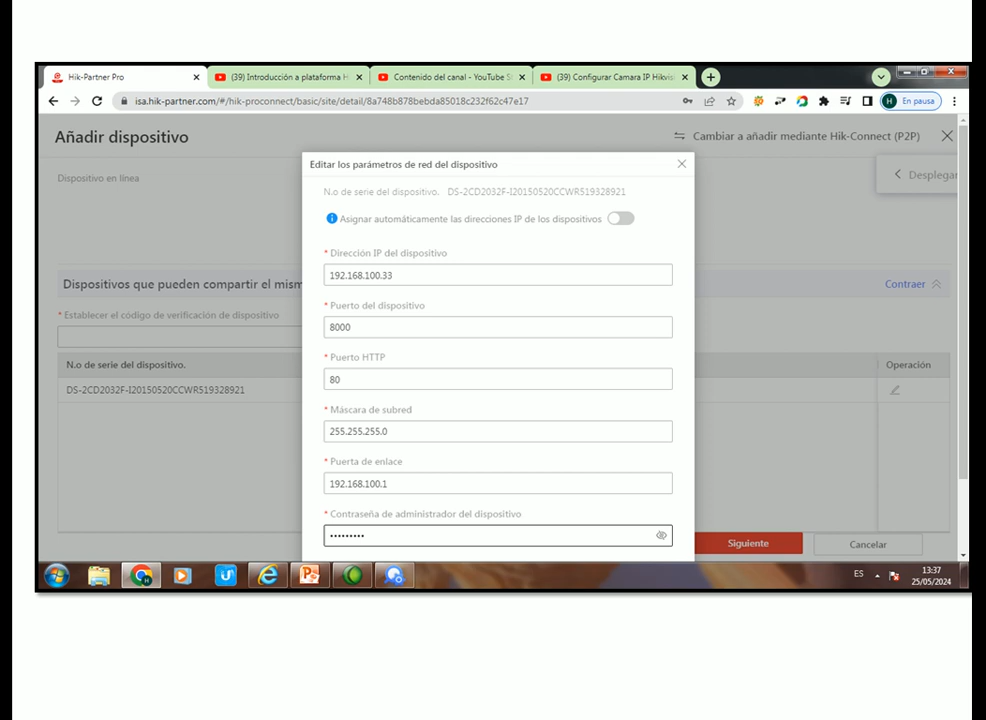 Hik-Partner Pro
(39) Introducción a plataforma H
Contenido del canal - YouTube S
(39) Configurar Camara IP Hikvis
isa.hik-partner.com/#/hik-proconnect/basic/site/detail/8a748b878bebda85018c232f62c47e17
H En pausa
Añadir dispositivo
Cambiar a añadir mediante Hik-Connect (P2P)
Editar los parámetros de red del dispositivo
Dispositivo en línea
Desplegar
N.o de serie del dispositivo. DS-2CD2032F-I20150520CCWR519328921
Asignar automáticamente las direcciones IP de los dispositivos
* Dirección IP del dispositivo
192.168.100.33
Dispositivos que pueden compartir el mism
Contraer
* Puerto del dispositivo
* Establecer el código de verificación de dispositivo
8000
* Puerto HTTP
N.o de serie del dispositivo.
Operación
80
DS-2CD2032F-I20150520CCWR519328921
* Máscara de subred
255.255.255.0
* Puerta de enlace
192.168.100.1
* Contraseña de administrador del dispositivo
•••••••••
Siguiente
Cancelar
ES
13:37
25/05/2024